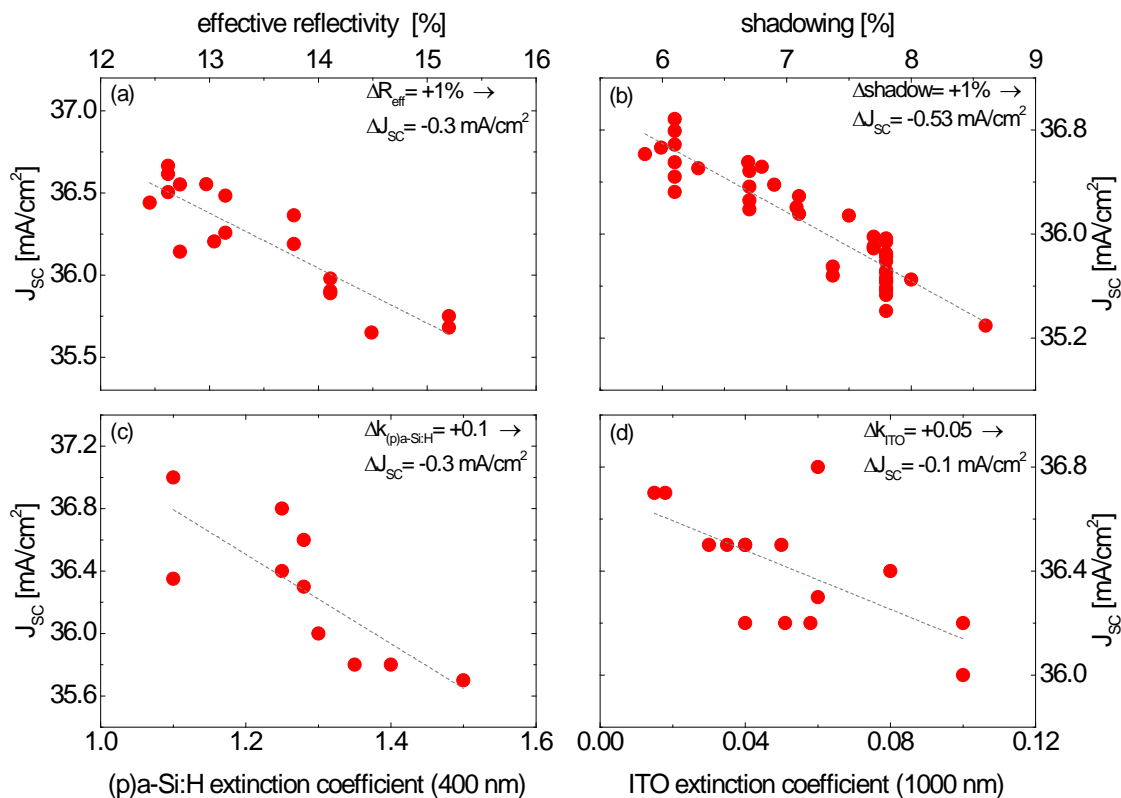 effective reflectivity [%]
shadowing [%]
12 13 14 15 16
6 7 8 9
(a)
ΔR_eff= +1% →
ΔJ_SC= -0.3 mA/cm²
37.0
36.5
36.0
35.5
J_SC [mA/cm²]
(b)
Δshadow= +1% →
ΔJ_SC= -0.53 mA/cm²
36.8
36.0
35.2
J_SC [mA/cm²]
(c)
Δk_(p)a-Si:H= +0.1 →
ΔJ_SC= -0.3 mA/cm²
37.2
36.8
36.4
36.0
35.6
J_SC [mA/cm²]
(d)
Δk_ITO= +0.05 →
ΔJ_SC= -0.1 mA/cm²
36.8
36.4
36.0
J_SC [mA/cm²]
1.0 1.2 1.4 1.6
0.00 0.04 0.08 0.12
(p)a-Si:H extinction coefficient (400 nm)
ITO extinction coefficient (1000 nm)